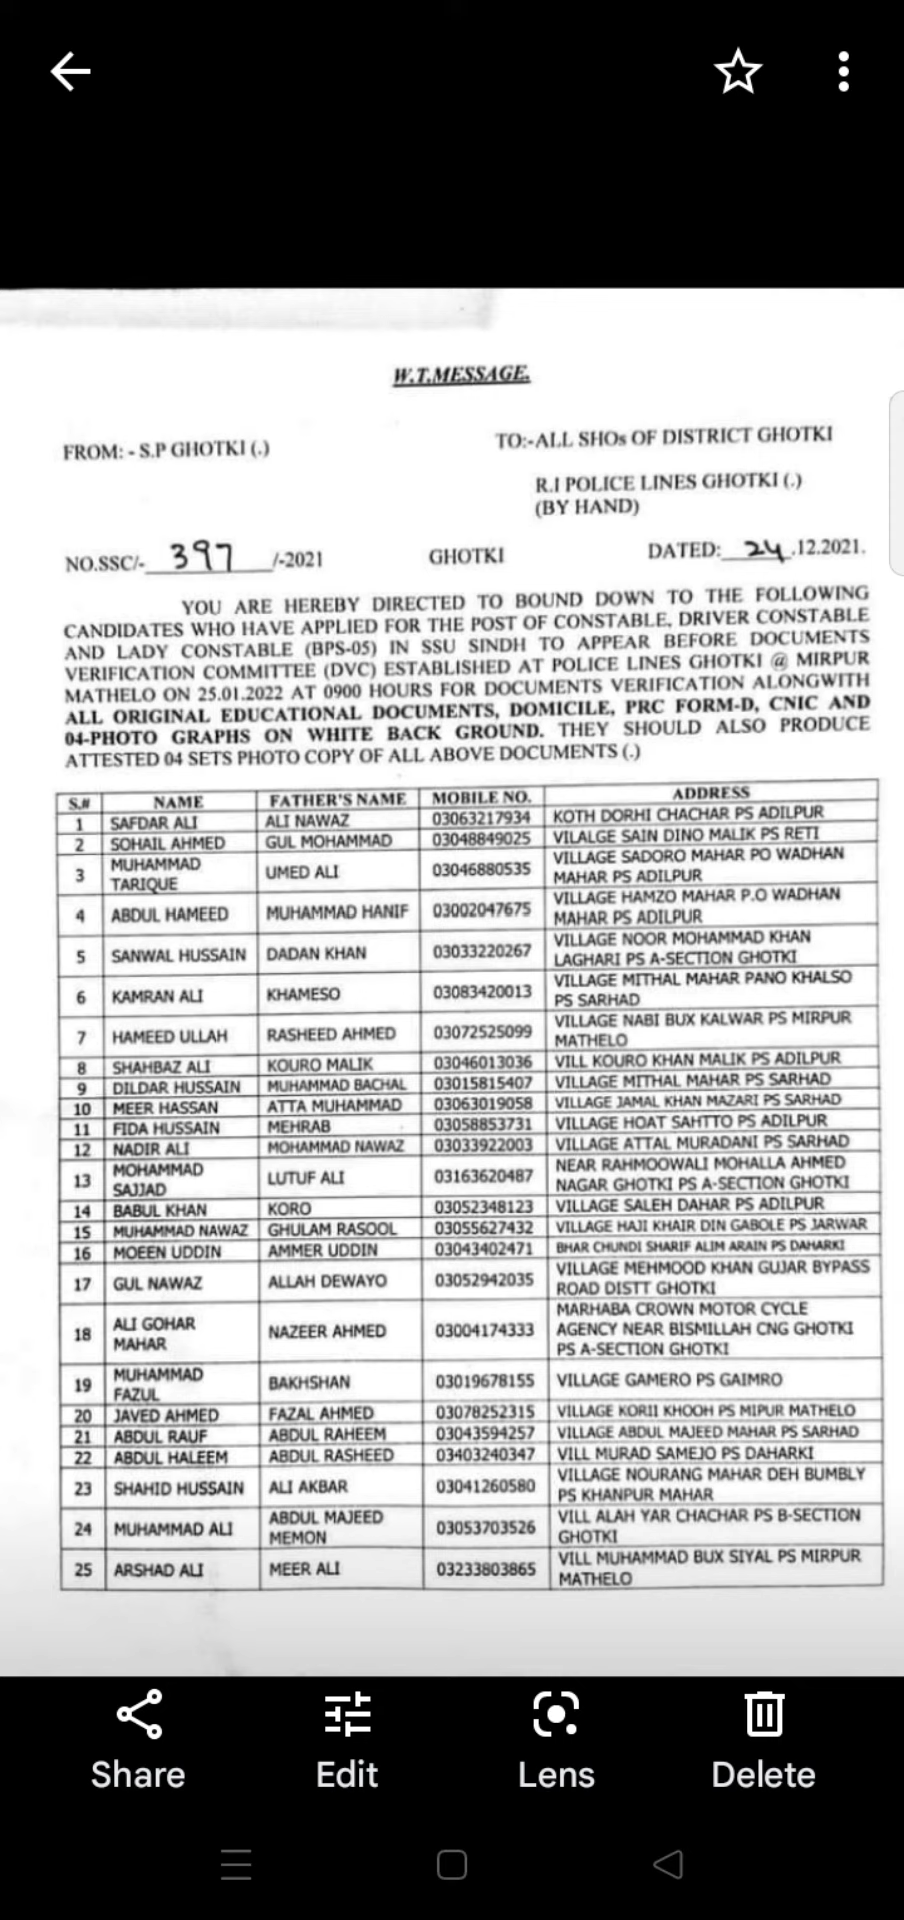 W.T.MESSAGE.
FROM: - S.P GHOTKI (.)
TO:-ALL SHOs OF DISTRICT GHOTKI
R.I POLICE LINES GHOTKI (.)
(BY HAND)
NO.SSC/- 397 /-2021 GHOTKI DATED: 24 .12.2021.
YOU ARE HEREBY DIRECTED TO BOUND DOWN TO THE FOLLOWING
CANDIDATES WHO HAVE APPLIED FOR THE POST OF CONSTABLE, DRIVER CONSTABLE
AND LADY CONSTABLE (BPS-05) IN SSU SINDH TO APPEAR BEFORE DOCUMENTS
VERIFICATION COMMITTEE (DVC) ESTABLISHED AT POLICE LINES GHOTKI @ MIRPUR
MATHELO ON 25.01.2022 AT 0900 HOURS FOR DOCUMENTS VERIFICATION ALONGWITH
ALL ORIGINAL EDUCATIONAL DOCUMENTS, DOMICILE, PRC FORM-D, CNIC AND
04-PHOTO GRAPHS ON WHITE BACK GROUND. THEY SHOULD ALSO PRODUCE
ATTESTED 04 SETS PHOTO COPY OF ALL ABOVE DOCUMENTS (.)
S.# NAME FATHER'S NAME MOBILE NO. ADDRESS
1 SAFDAR ALI ALI NAWAZ 03063217934 KOTH DORHI CHACHAR PS ADILPUR
2 SOHAIL AHMED GUL MOHAMMAD 03048849025 VILALGE SAIN DINO MALIK PS RETI
3 MUHAMMAD TARIQUE UMED ALI 03046880535 VILLAGE SADORO MAHAR PO WADHAN
MAHAR PS ADILPUR
4 ABDUL HAMEED MUHAMMAD HANIF 03002047675 VILLAGE HAMZO MAHAR P.O WADHAN
MAHAR PS ADILPUR
5 SANWAL HUSSAIN DADAN KHAN 03033220267 VILLAGE NOOR MOHAMMAD KHAN
LAGHARI PS A-SECTION GHOTKI
6 KAMRAN ALI KHAMESO 03083420013 VILLAGE MITHAL MAHAR PANO KHALSO
PS SARHAD
7 HAMEED ULLAH RASHEED AHMED 03072525099 VILLAGE NABI BUX KALWAR PS MIRPUR
MATHELO
8 SHAHBAZ ALI KOURO MALIK 03046013036 VILL KOURO KHAN MALIK PS ADILPUR
9 DILDAR HUSSAIN MUHAMMAD BACHAL 03015815407 VILLAGE MITHAL MAHAR PS SARHAD
10 MEER HASSAN ATTA MUHAMMAD 03063019058 VILLAGE JAMAL KHAN MAZARI PS SARHAD
11 FIDA HUSSAIN MEHRAB 03058853731 VILLAGE HOAT SAHTTO PS ADILPUR
12 NADIR ALI MOHAMMAD NAWAZ 03033922003 VILLAGE ATTAL MURADANI PS SARHAD
13 MOHAMMAD SAJJAD LUTUF ALI 03163620487 NEAR RAHMOOWALI MOHALLA AHMED
NAGAR GHOTKI PS A-SECTION GHOTKI
14 BABUL KHAN KORO 03052348123 VILLAGE SALEH DAHAR PS ADILPUR
15 MUHAMMAD NAWAZ GHULAM RASOOL 03055627432 VILLAGE HAJI KHAIR DIN GABOLE PS JARWAR
16 MOEEN UDDIN AMMER UDDIN 03043402471 BHAR CHUNDI SHARIF ALIM ARAIN PS DAHARKI
17 GUL NAWAZ ALLAH DEWAYO 03052942035 VILLAGE MEHMOOD KHAN GUJAR BYPASS
ROAD DISTT GHOTKI
18 ALI GOHAR MAHAR NAZEER AHMED 03004174333 MARHABA CROWN MOTOR CYCLE
AGENCY NEAR BISMILLAH CNG GHOTKI
PS A-SECTION GHOTKI
19 MUHAMMAD FAZUL BAKHSHAN 03019678155 VILLAGE GAMERO PS GAIMRO
20 JAVED AHMED FAZAL AHMED 03078252315 VILLAGE KORII KHOOH PS MIPUR MATHELO
21 ABDUL RAUF ABDUL RAHEEM 03043594257 VILLAGE ABDUL MAJEED MAHAR PS SARHAD
22 ABDUL HALEEM ABDUL RASHEED 03403240347 VILL MURAD SAMEJO PS DAHARKI
23 SHAHID HUSSAIN ALI AKBAR 03041260580 VILLAGE NOURANG MAHAR DEH BUMBLY
PS KHANPUR MAHAR
24 MUHAMMAD ALI ABDUL MAJEED MEMON 03053703526 VILL ALAH YAR CHACHAR PS B-SECTION
GHOTKI
25 ARSHAD ALI MEER ALI 03233803865 VILL MUHAMMAD BUX SIYAL PS MIRPUR
MATHELO
Share Edit Lens Delete